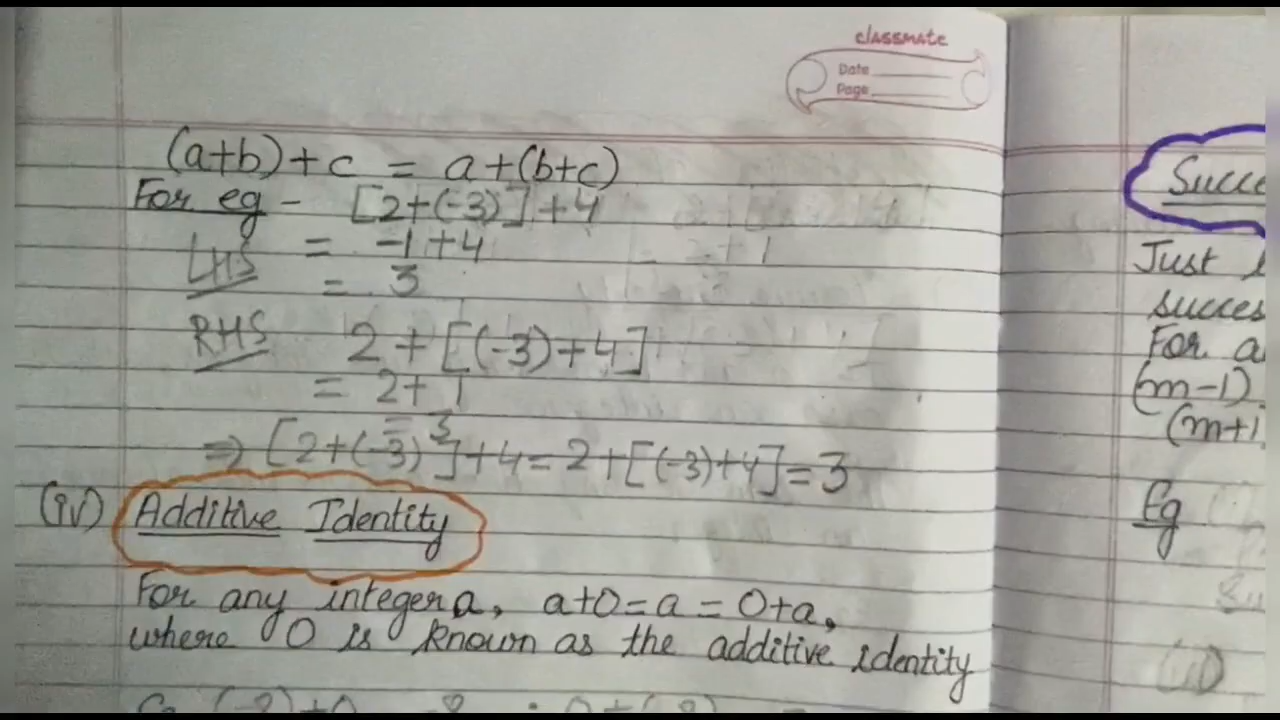 classmate
Date
Page
(a+b)+c = a+(b+c)
For eg - [2+(-3)]+4
LHS = -1+4
= 3
RHS 2+[(-3)+4]
= 2+1
= 3
⇒ [2+(-3)]+4=2+[(-3)+4]=3
(iv) Additive Identity
For any integer a, a+0=a=0+a,
where 0 is known as the additive identity
Just
For
(m-1)
(m+1
Eg